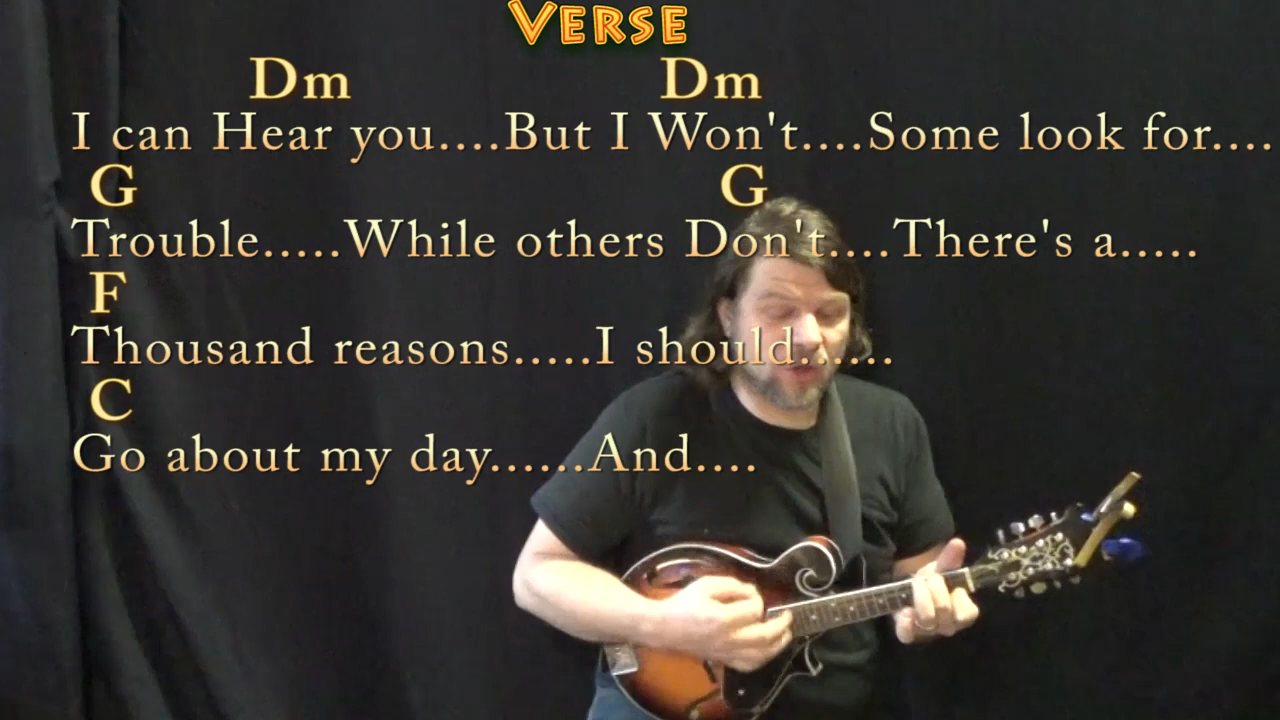 VERSE
Dm Dm
I can Hear you....But I Won't....Some look for....
G G
Trouble.....While others Don't....There's a.....
F
Thousand reasons.....I should......
C
Go about my day......And....